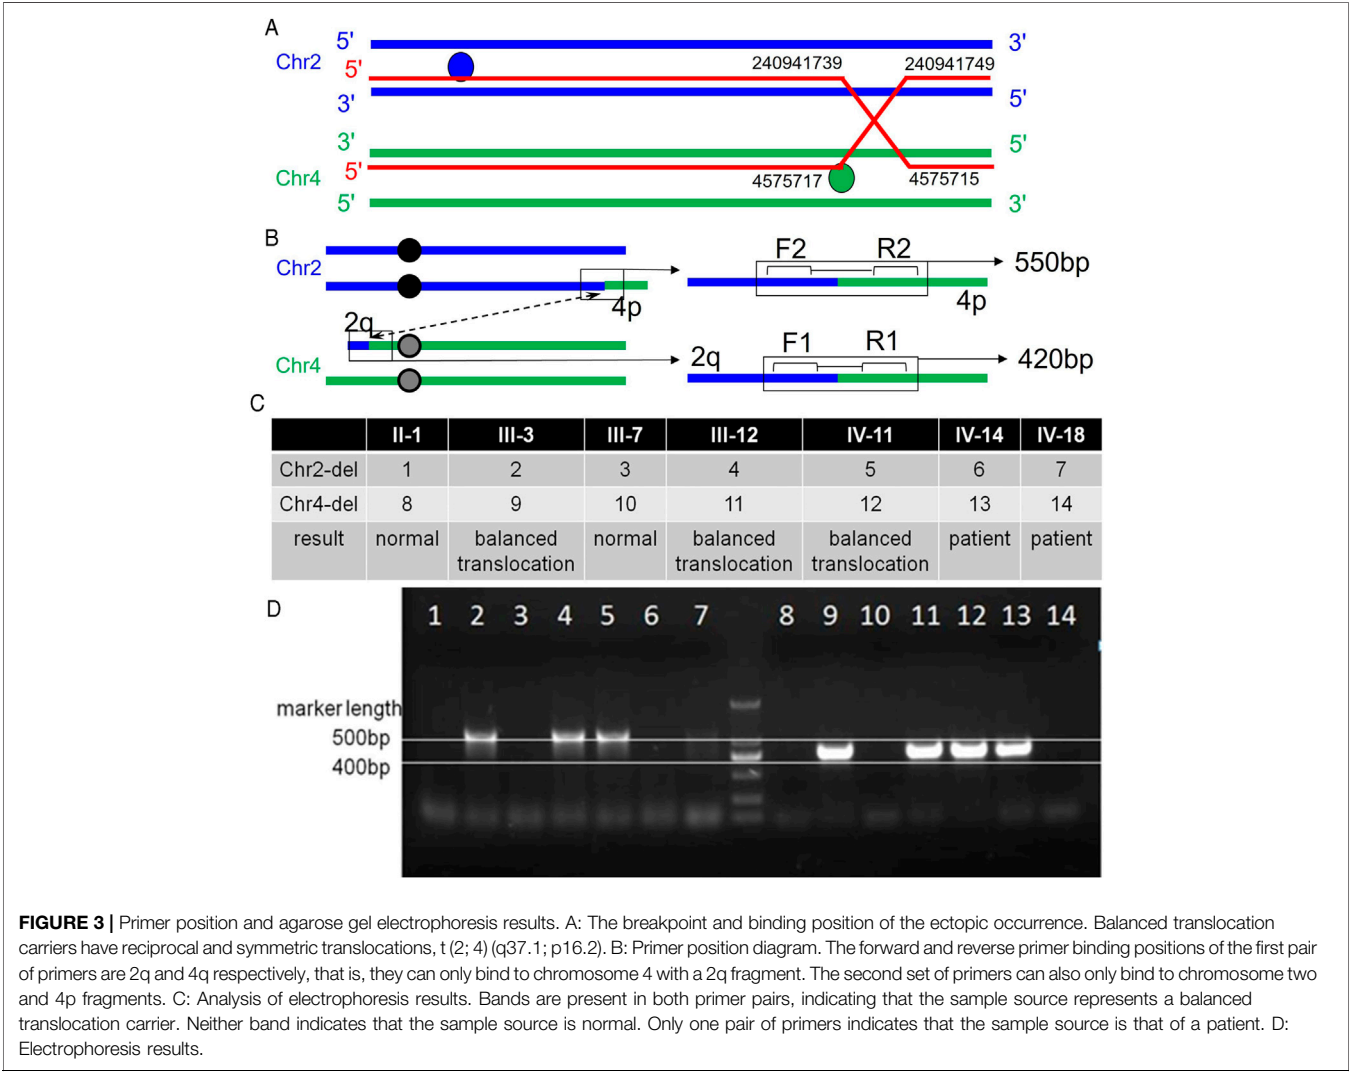 A
5'
3'
Chr2
5'
240941739
240941749
3'
5'
3'
5'
5'
Chr4
4575717
4575715
5'
3'
B
Chr2
F2
R2
550bp
4p
4p
2q
Chr4
2q
F1
R1
420bp
C
II-1 III-3 III-7 III-12 IV-11 IV-14 IV-18
Chr2-del 1 2 3 4 5 6 7
Chr4-del 8 9 10 11 12 13 14
result normal balanced translocation normal balanced translocation balanced translocation patient patient
D
1 2 3 4 5 6 7 8 9 10 11 12 13 14
marker length
500bp
400bp
FIGURE 3 | Primer position and agarose gel electrophoresis results. A: The breakpoint and binding position of the ectopic occurrence. Balanced translocation
carriers have reciprocal and symmetric translocations, t (2; 4) (q37.1; p16.2). B: Primer position diagram. The forward and reverse primer binding positions of the first pair
of primers are 2q and 4q respectively, that is, they can only bind to chromosome 4 with a 2q fragment. The second set of primers can also only bind to chromosome two
and 4p fragments. C: Analysis of electrophoresis results. Bands are present in both primer pairs, indicating that the sample source represents a balanced
translocation carrier. Neither band indicates that the sample source is normal. Only one pair of primers indicates that the sample source is that of a patient. D:
Electrophoresis results.